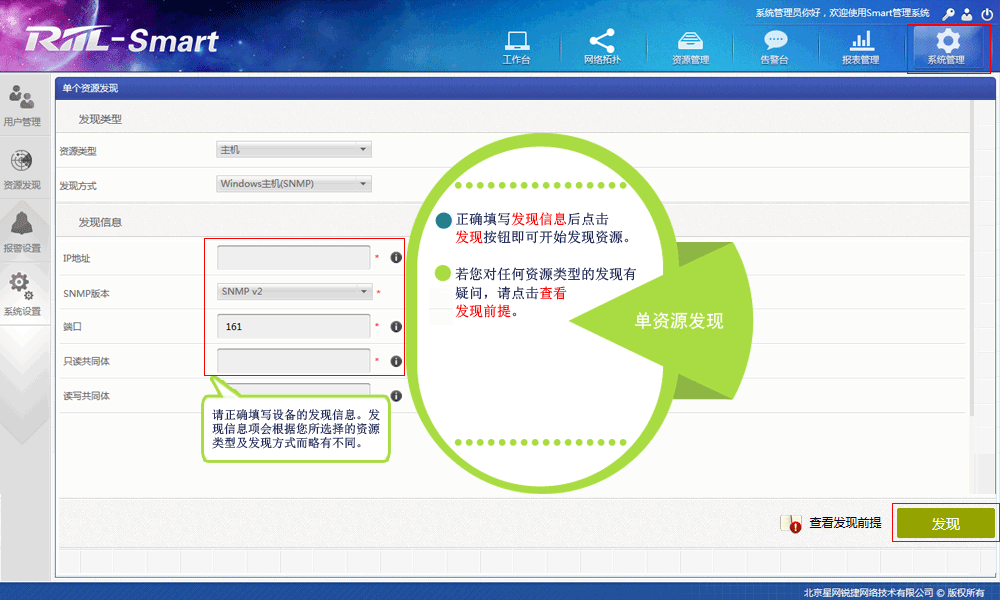 系统管理员你好，欢迎使用Smart管理系统
RIIL-Smart
工作台
网络拓扑
资源管理
告警台
报表管理
系统管理
用户管理
资源发现
报警设置
系统设置
单个资源发现
发现类型
资源类型
主机
发现方式
Windows主机(SNMP)
发现信息
IP地址
*
SNMP版本
SNMP v2
*
端口
161
*
只读共同体
*
读写共同体
请正确填写设备的发现信息。发
现信息项会根据您所选择的资源
类型及发现方式而略有不同。
正确填写发现信息后点击
发现按钮即可开始发现资源。
若您对任何资源类型的发现有
疑问，请点击查看
发现前提。
单资源发现
查看发现前提
发现
北京星网锐捷网络技术有限公司 © 版权所有